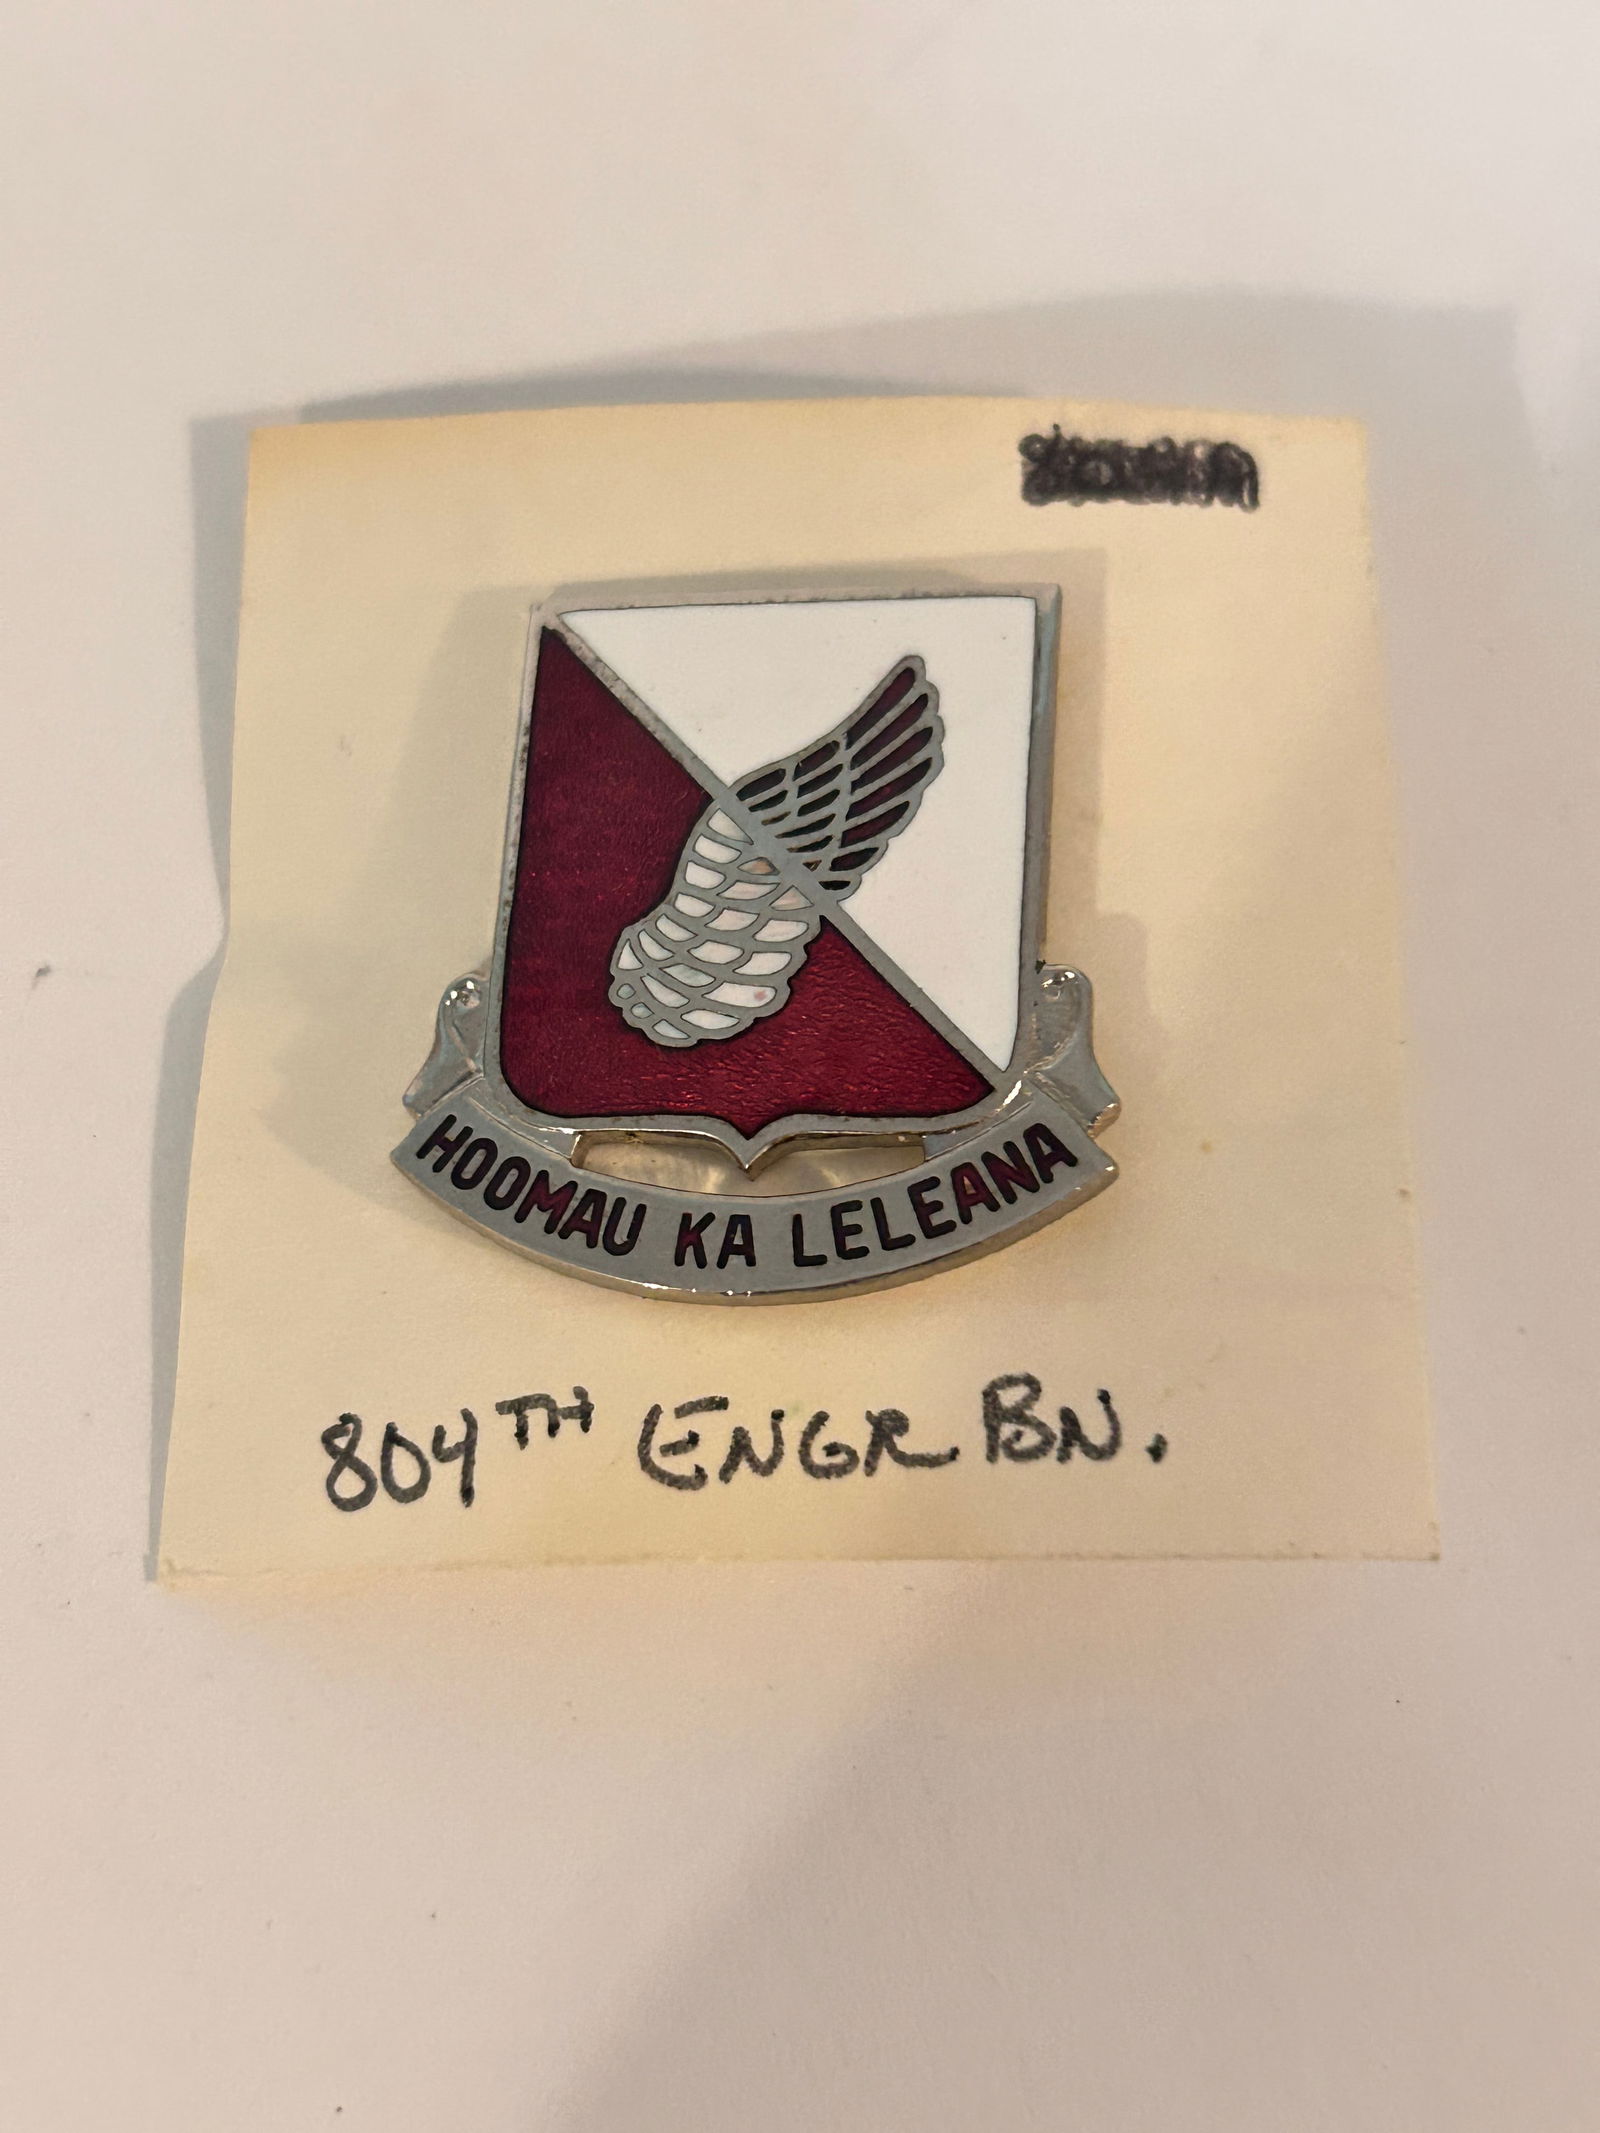 HOOMAU KA LELEANA
804TH ENGR BN.